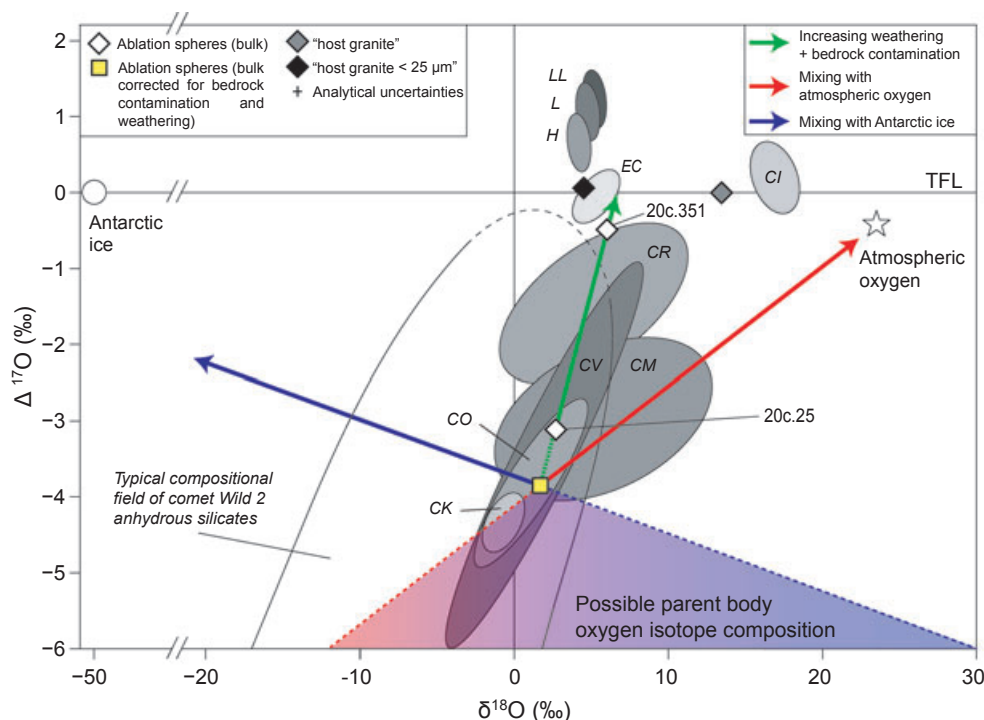 Ablation spheres (bulk)
Ablation spheres (bulk
corrected for bedrock
contamination and
weathering)
"host granite"
"host granite < 25 µm"
Analytical uncertainties
Increasing weathering
+ bedrock contamination
Mixing with
atmospheric oxygen
Mixing with Antarctic ice
2
1
0
−1
−2
−3
−4
−5
−6
Δ ¹⁷O (‰)
LL
L
H
EC
CI
TFL
Antarctic
ice
20c.351
Atmospheric
oxygen
CR
CV
CM
CO
20c.25
CK
Typical compositional
field of comet Wild 2
anhydrous silicates
Possible parent body
oxygen isotope composition
−50
-20
-10
0
10
20
30
δ¹⁸O (‰)